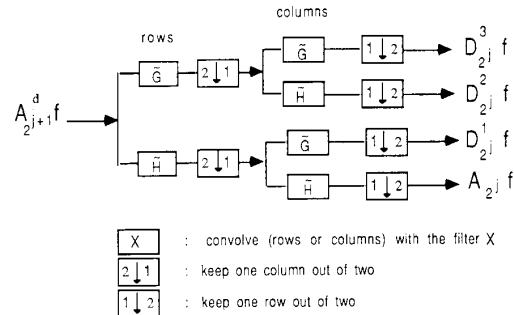 columns
rows
G̃ 2↓1 G̃ 1↓2 D³₂ⱼ f
H̃ 1↓2 D²₂ⱼ f
Aᵈ₂ⱼ₊₁ f
H̃ 2↓1 G̃ 1↓2 D¹₂ⱼ f
H̃ 1↓2 A₂ⱼ f
X : convolve (rows or columns) with the filter X
2↓1 : keep one column out of two
1↓2 : keep one row out of two